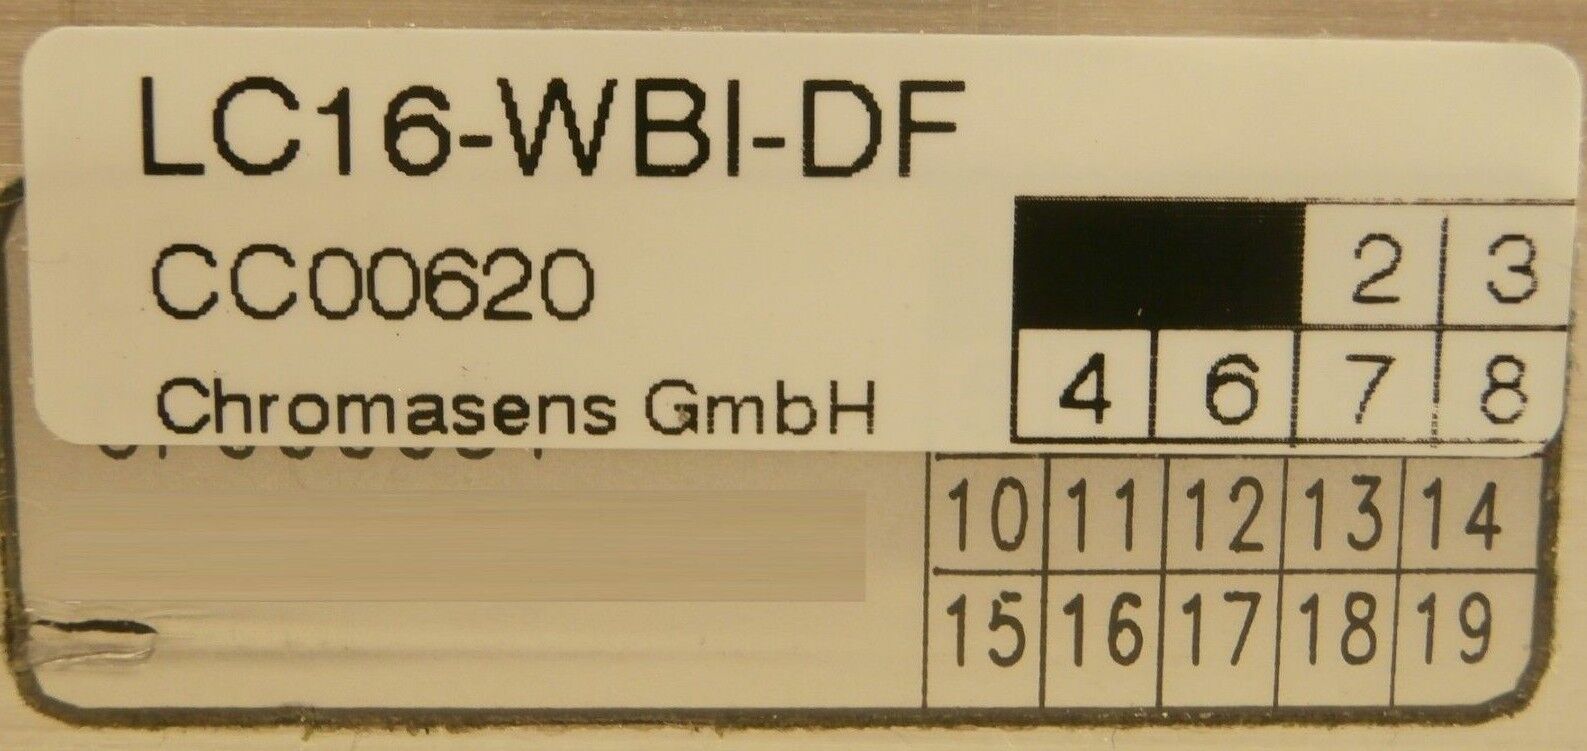 LC16-WBI-DF
CC00620
Chromasens GmbH
2 3
4 6 7 8
10 11 12 13 14
15 16 17 18 19